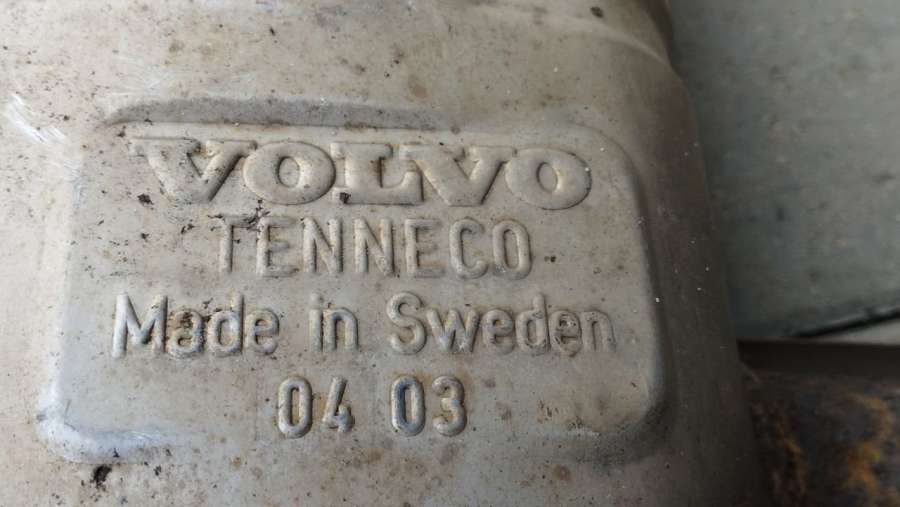 VOLVO
TENNECO
Made in Sweden
04 03